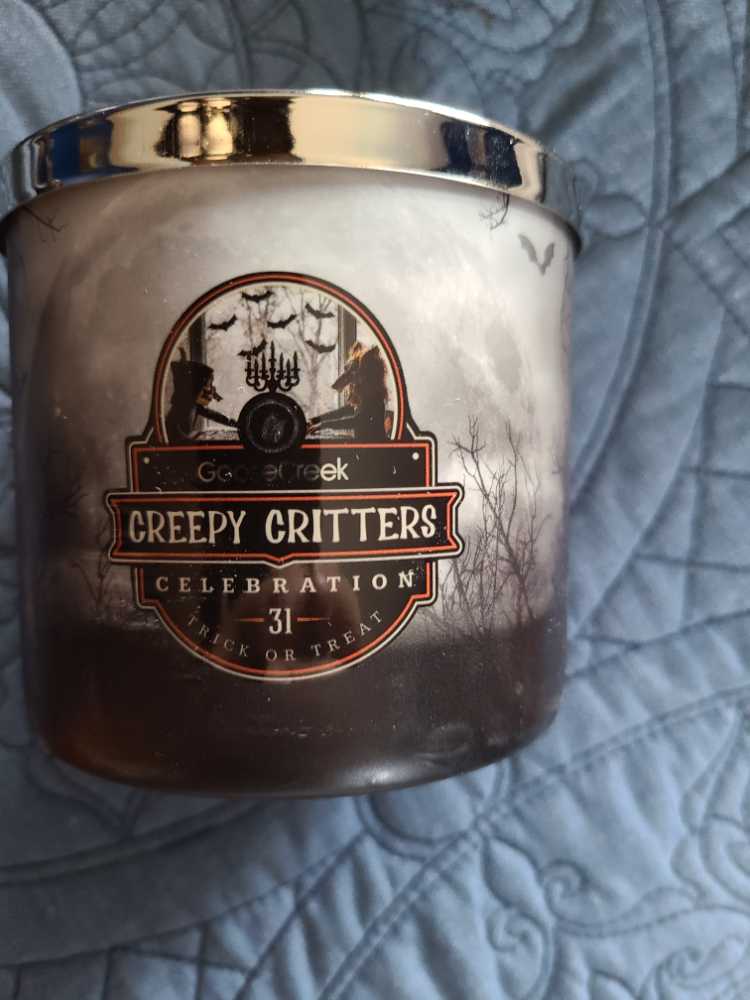 GooseCreek
CREEPY CRITTERS
CELEBRATION
31
TRICK OR TREAT